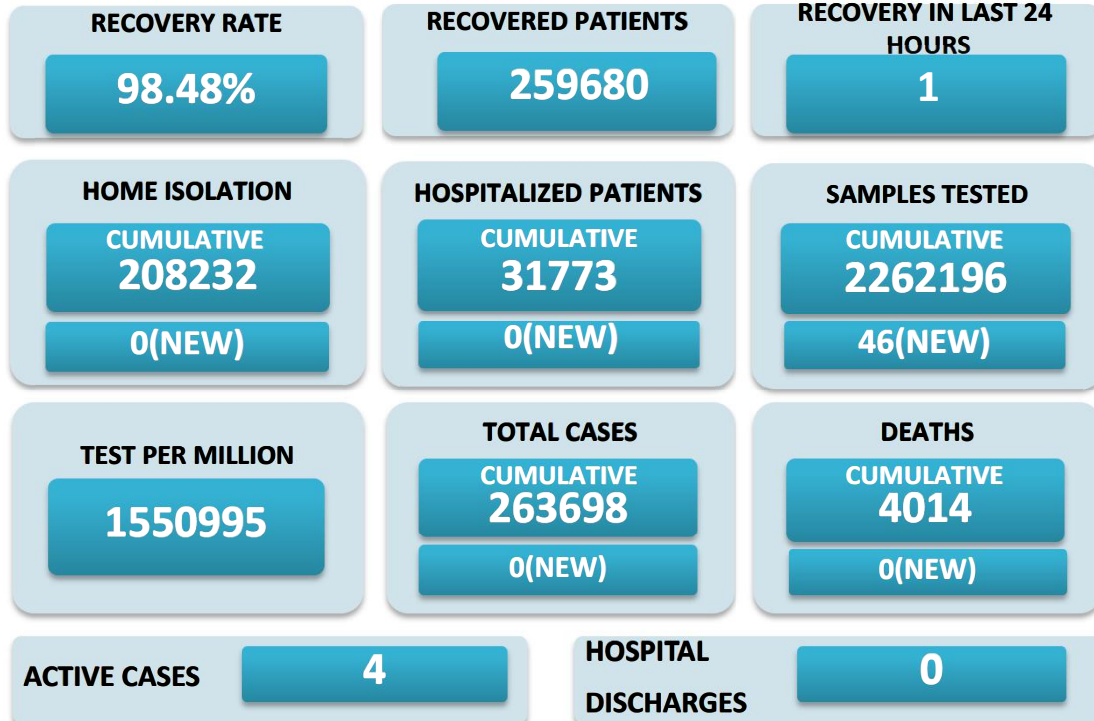 RECOVERY RATE
98.48%
RECOVERED PATIENTS
259680
RECOVERY IN LAST 24
HOURS
1
HOME ISOLATION
CUMULATIVE
208232
0(NEW)
HOSPITALIZED PATIENTS
CUMULATIVE
31773
0(NEW)
SAMPLES TESTED
CUMULATIVE
2262196
46(NEW)
TEST PER MILLION
1550995
TOTAL CASES
CUMULATIVE
263698
0(NEW)
DEATHS
CUMULATIVE
4014
0(NEW)
ACTIVE CASES
4
HOSPITAL
DISCHARGES
0